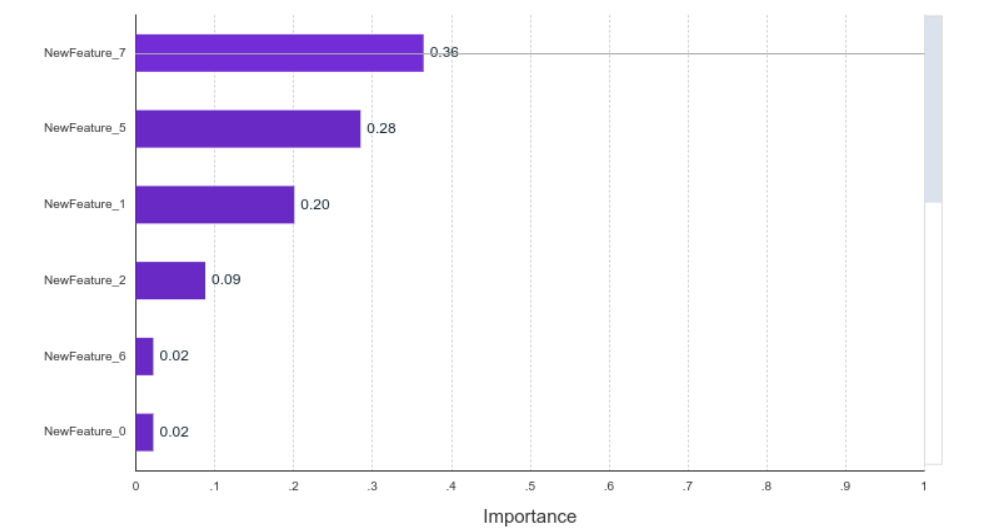 NewFeature_7 0.36
NewFeature_5 0.28
NewFeature_1 0.20
NewFeature_2 0.09
NewFeature_6 0.02
NewFeature_0 0.02
0 .1 .2 .3 .4 .5 .6 .7 .8 .9 1
Importance